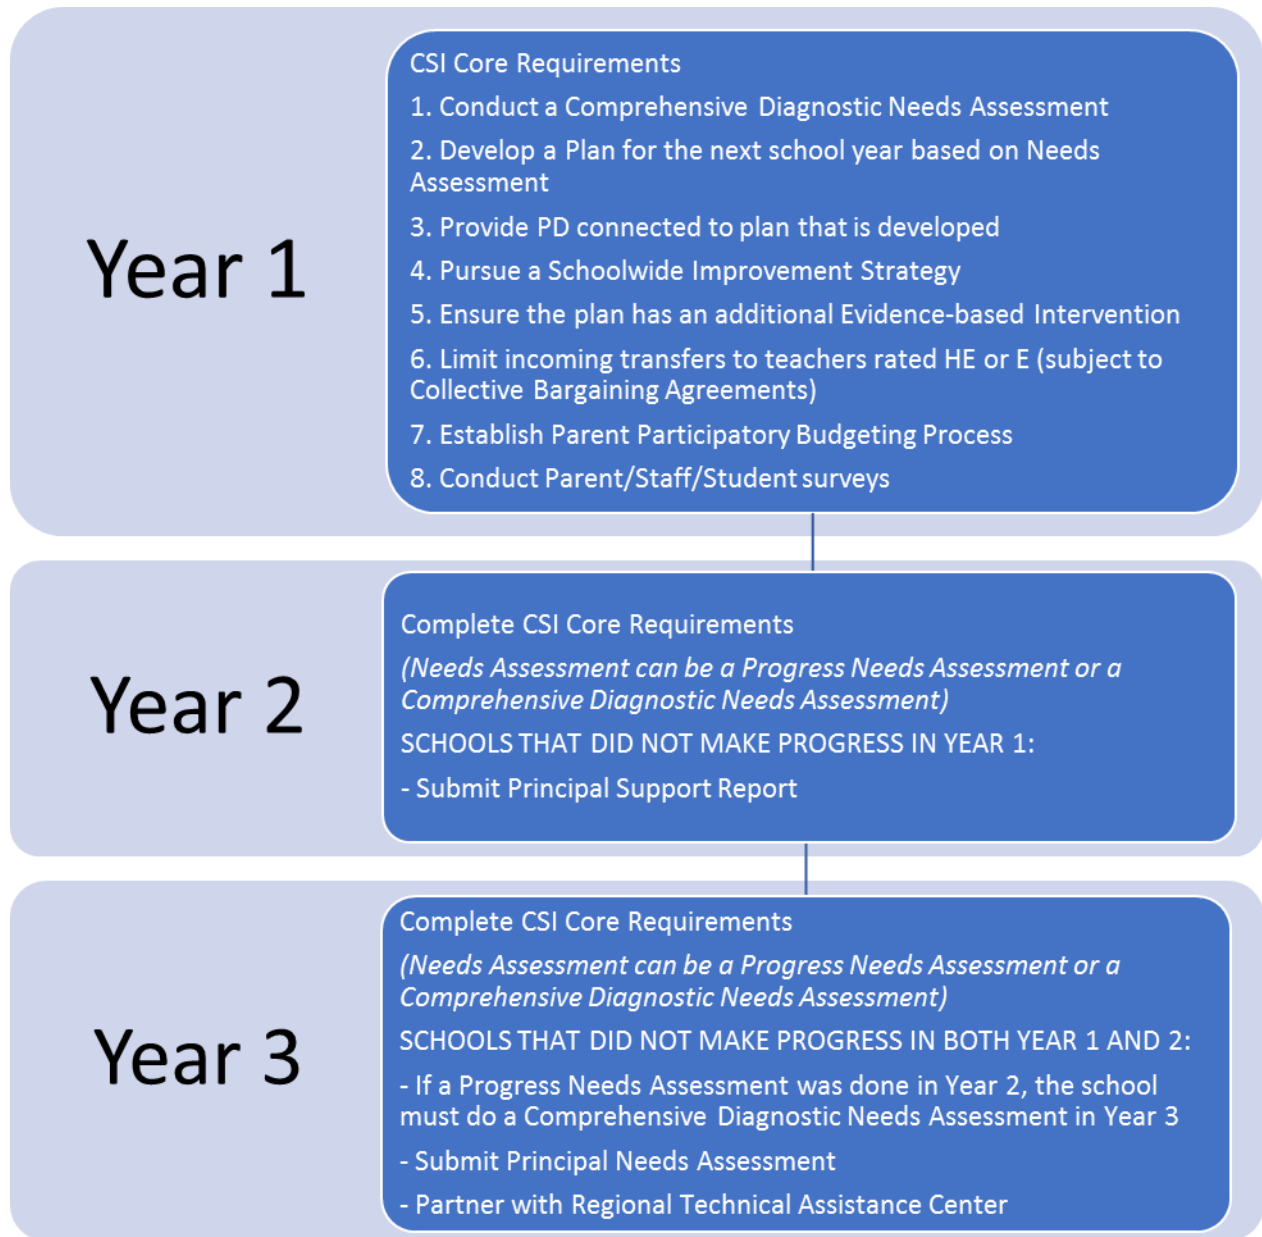 Year 1
CSI Core Requirements
1. Conduct a Comprehensive Diagnostic Needs Assessment
2. Develop a Plan for the next school year based on Needs
Assessment
3. Provide PD connected to plan that is developed
4. Pursue a Schoolwide Improvement Strategy
5. Ensure the plan has an additional Evidence-based Intervention
6. Limit incoming transfers to teachers rated HE or E (subject to
Collective Bargaining Agreements)
7. Establish Parent Participatory Budgeting Process
8. Conduct Parent/Staff/Student surveys
Year 2
Complete CSI Core Requirements
(Needs Assessment can be a Progress Needs Assessment or a
Comprehensive Diagnostic Needs Assessment)
SCHOOLS THAT DID NOT MAKE PROGRESS IN YEAR 1:
- Submit Principal Support Report
Year 3
Complete CSI Core Requirements
(Needs Assessment can be a Progress Needs Assessment or a
Comprehensive Diagnostic Needs Assessment)
SCHOOLS THAT DID NOT MAKE PROGRESS IN BOTH YEAR 1 AND 2:
- If a Progress Needs Assessment was done in Year 2, the school
must do a Comprehensive Diagnostic Needs Assessment in Year 3
- Submit Principal Needs Assessment
- Partner with Regional Technical Assistance Center